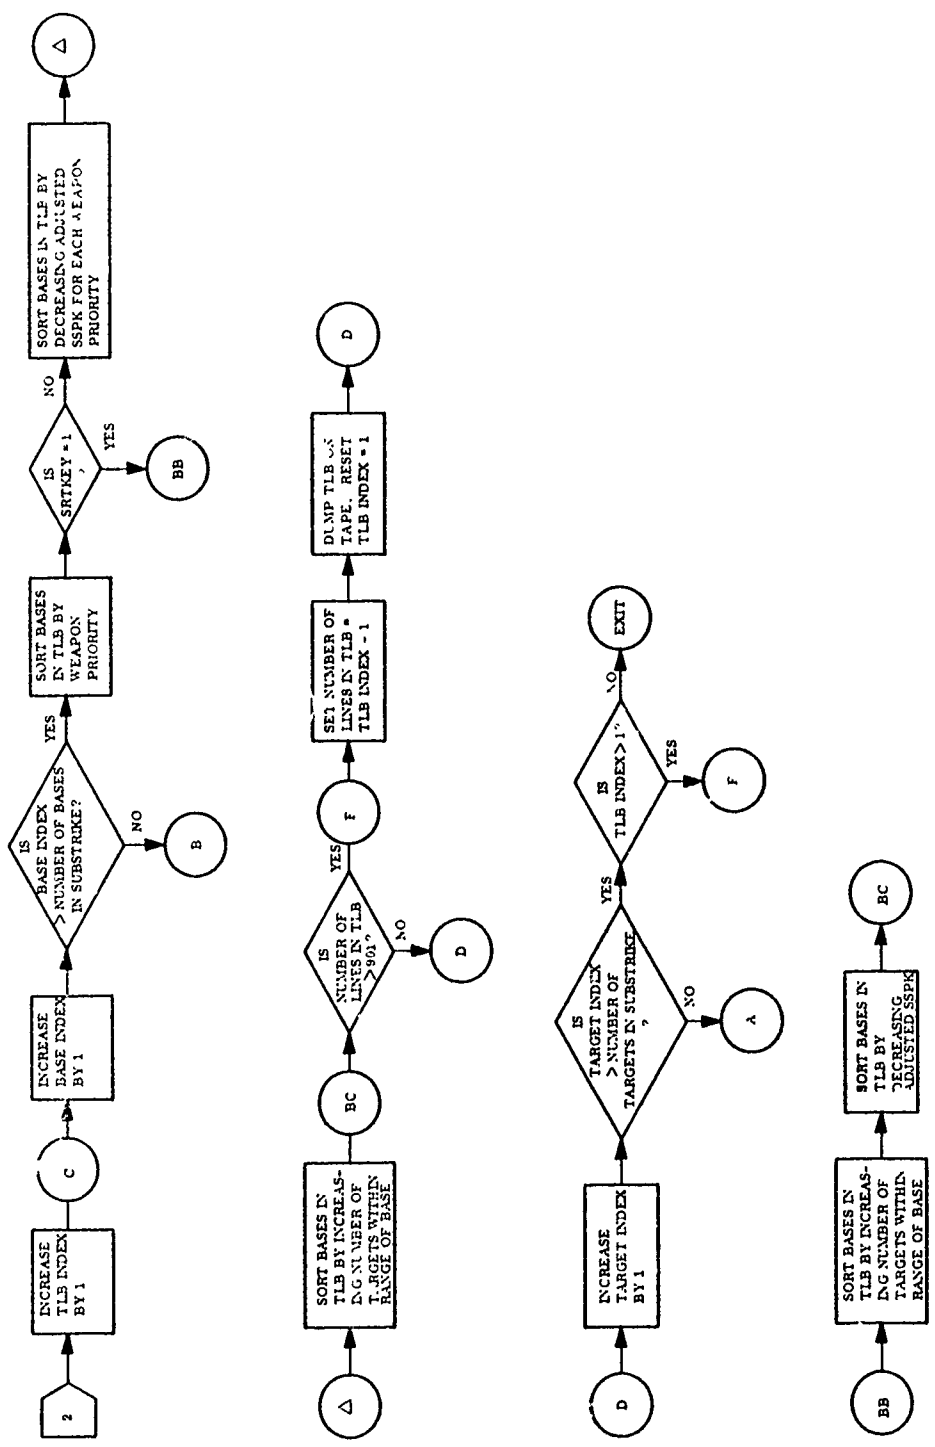 2
INCREASE
TLB INDEX
BY 1
C
INCREASE
BASE INDEX
BY 1
IS
BASE INDEX
> NUMBER OF BASES
IN SUBSTRIKE?
YES
NO
B
SORT BASES
IN TLB BY
WEAPON
PRIORITY
IS
SRTKEY = 1
?
NO
YES
BB
SORT BASES IN TLB BY
DECREASING ADJUSTED
SSPK FOR EACH WEAPON
PRIORITY
Δ
Δ
SORT BASES IN
TLB BY INCREAS-
ING NUMBER OF
TARGETS WITHIN
RANGE OF BASE
BC
IS
NUMBER OF
LINES IN TLB
> 901?
YES
NO
D
F
SET NUMBER OF
LINES IN TLB =
TLB INDEX - 1
DUMP TLB ON
TAPE. RESET
TLB INDEX = 1
D
D
INCREASE
TARGET INDEX
BY 1
IS
TARGET INDEX
> NUMBER OF
TARGETS IN SUBSTRIKE
?
YES
NO
A
IS
TLB INDEX > 1?
NO
YES
F
EXIT
BB
SORT BASES IN
TLB BY INCREAS-
ING NUMBER OF
TARGETS WITHIN
RANGE OF BASE
SORT BASES IN
TLB BY
DECREASING
ADJUSTED SSPK
BC